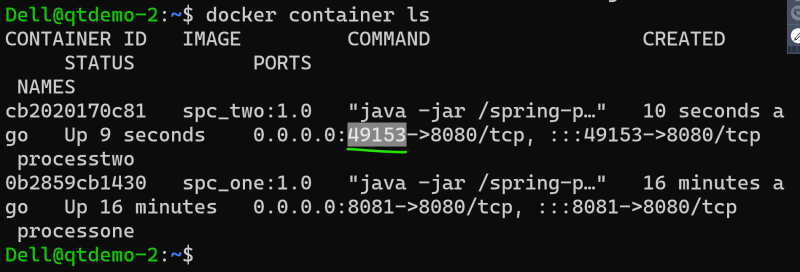 Dell@qtdemo-2:~$ docker container ls
CONTAINER ID   IMAGE         COMMAND                  CREATED
     STATUS          PORTS
 NAMES
cb2020170c81   spc_two:1.0   "java -jar /spring-p…"   10 seconds a
go   Up 9 seconds    0.0.0.0:49153->8080/tcp, :::49153->8080/tcp
 processtwo
0b2859cb1430   spc_one:1.0   "java -jar /spring-p…"   16 minutes a
go   Up 16 minutes   0.0.0.0:8081->8080/tcp, :::8081->8080/tcp
 processone
Dell@qtdemo-2:~$